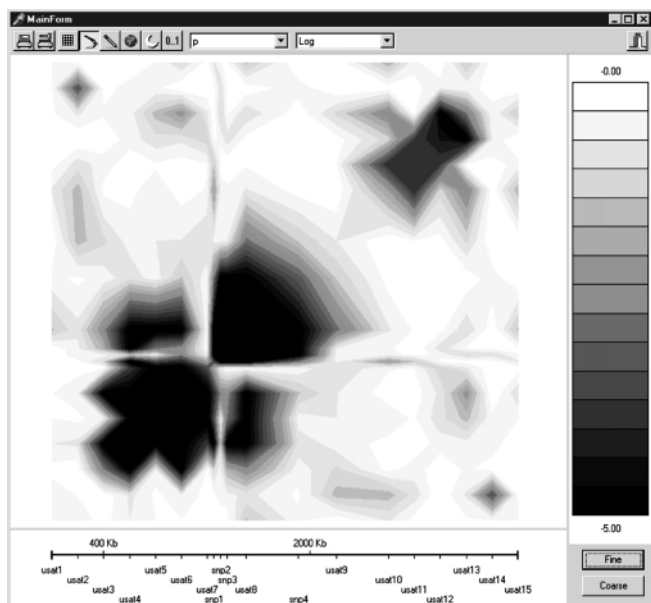 MainForm
0..1 p Log
-0.00
-5.00
400 Kb 2000 Kb
usat1 usat5 snp2 usat9 usat13
usat2 usat6 snp3 usat10 usat14
usat3 usat7 usat8 usat11 usat15
usat4 snp1 snp4 usat12
Fine
Coarse